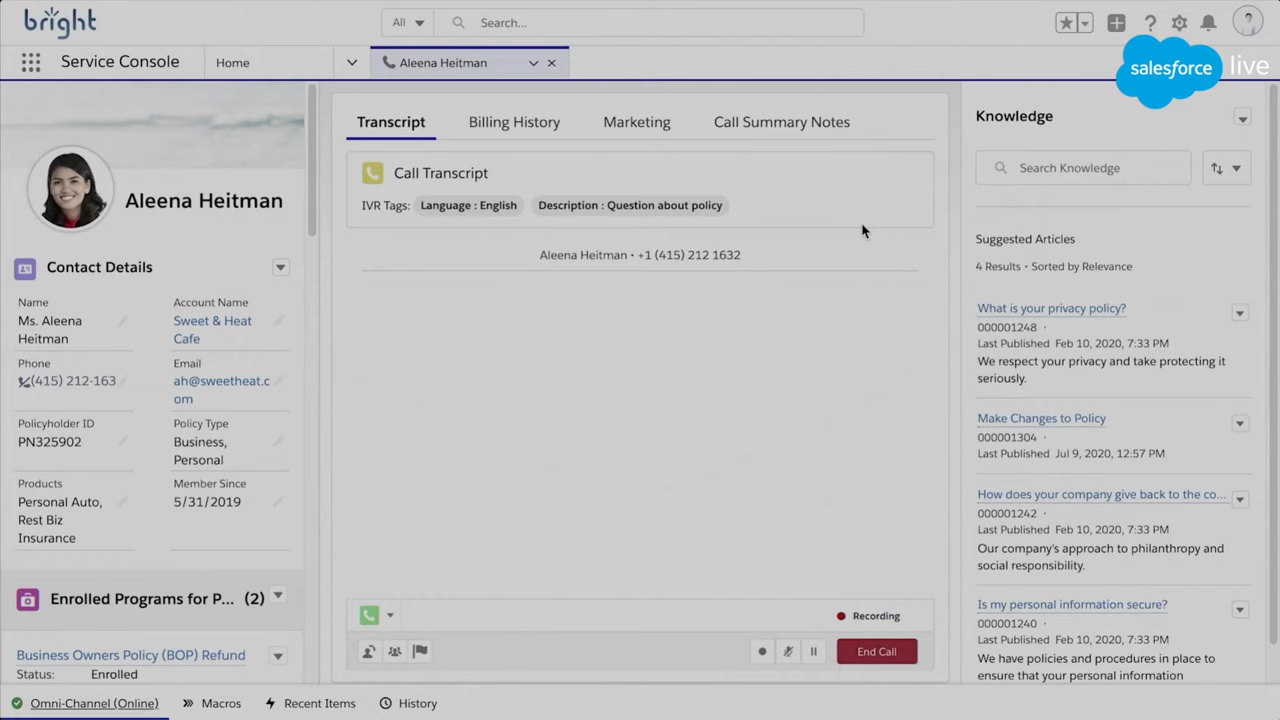 bright
All
Search...
salesforce live
Service Console
Home
Aleena Heitman
Aleena Heitman
Contact Details
Name
Ms. Aleena
Heitman
Account Name
Sweet & Heat
Cafe
Phone
(415) 212-163
Email
ah@sweetheat.c
om
Policyholder ID
PN325902
Policy Type
Business,
Personal
Products
Personal Auto,
Rest Biz
Insurance
Member Since
5/31/2019
Enrolled Programs for P... (2)
Business Owners Policy (BOP) Refund
Status: Enrolled
Transcript
Billing History
Marketing
Call Summary Notes
Call Transcript
IVR Tags: Language : English Description : Question about policy
Aleena Heitman • +1 (415) 212 1632
Recording
End Call
Knowledge
Search Knowledge
Suggested Articles
4 Results • Sorted by Relevance
What is your privacy policy?
000001248 ·
Last Published Feb 10, 2020, 7:33 PM
We respect your privacy and take protecting it
seriously.
Make Changes to Policy
000001304 ·
Last Published Jul 9, 2020, 12:57 PM
How does your company give back to the co...
000001242 ·
Last Published Feb 10, 2020, 7:33 PM
Our company's approach to philanthropy and
social responsibility.
Is my personal information secure?
000001240 ·
Last Published Feb 10, 2020, 7:33 PM
We have policies and procedures in place to
ensure that your personal information
Omni-Channel (Online)
Macros
Recent Items
History